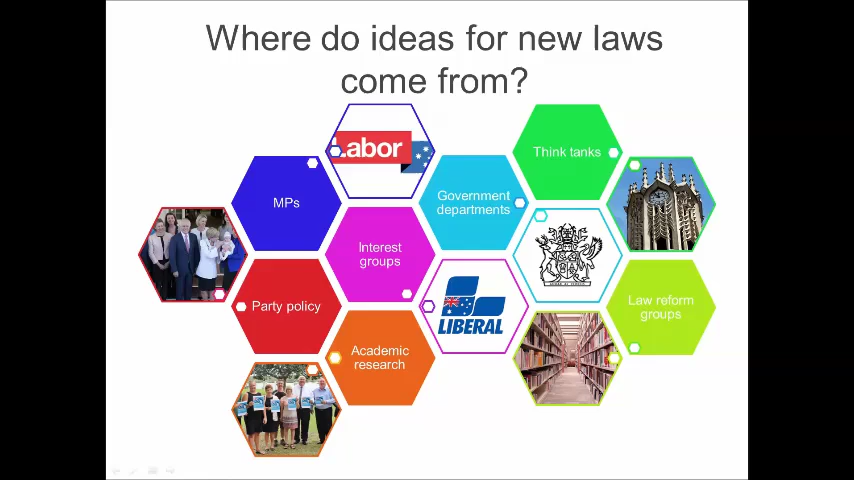 Where do ideas for new laws
come from?
Labor
Think tanks
MPs
Government
departments
Interest
groups
Party policy
LIBERAL
Law reform
groups
Academic
research